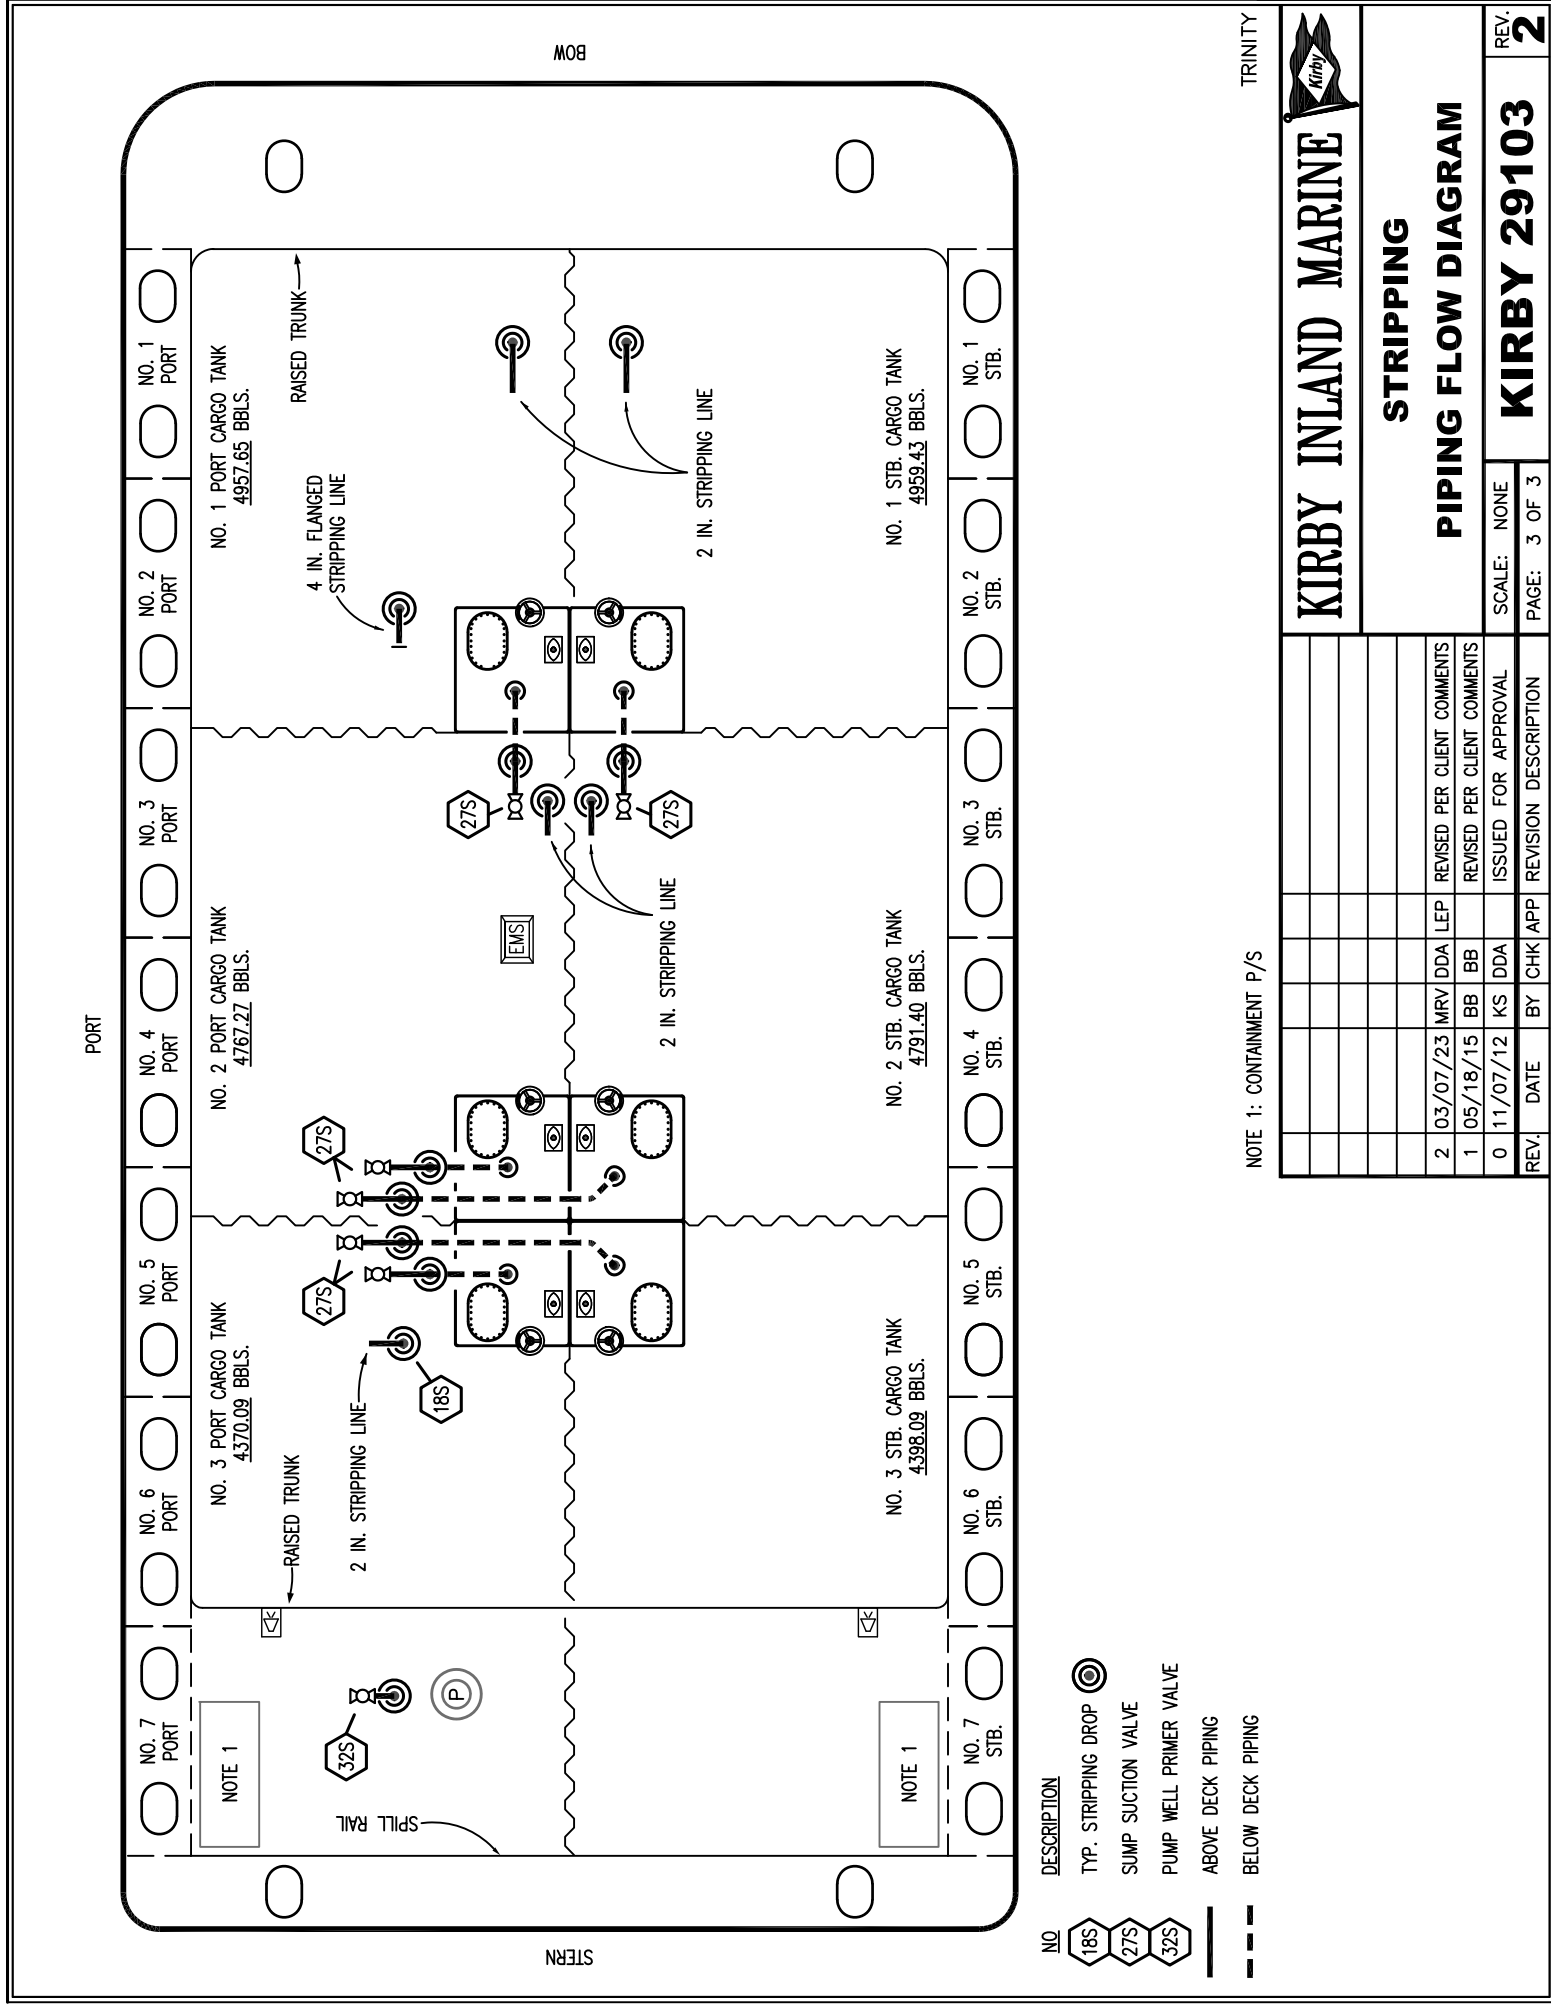 BOW
STERN
PORT
TRINITY
NO. 1
PORT
NO. 2
PORT
NO. 3
PORT
NO. 4
PORT
NO. 5
PORT
NO. 6
PORT
NO. 7
PORT
NO. 1 PORT CARGO TANK
4957.65 BBLS.
NO. 2 PORT CARGO TANK
4767.27 BBLS.
NO. 3 PORT CARGO TANK
4370.09 BBLS.
RAISED TRUNK
RAISED TRUNK
4 IN. FLANGED
STRIPPING LINE
2 IN. STRIPPING LINE
2 IN. STRIPPING LINE
2 IN. STRIPPING LINE
27S
27S
27S
27S
18S
32S
EMS
P
NOTE 1
NOTE 1
SPILL RAIL
NO. 1 STB. CARGO TANK
4959.43 BBLS.
NO. 2 STB. CARGO TANK
4791.40 BBLS.
NO. 3 STB. CARGO TANK
4398.09 BBLS.
NO. 1
STB.
NO. 2
STB.
NO. 3
STB.
NO. 4
STB.
NO. 5
STB.
NO. 6
STB.
NO. 7
STB.
NO DESCRIPTION
18S TYP. STRIPPING DROP
27S SUMP SUCTION VALVE
32S PUMP WELL PRIMER VALVE
ABOVE DECK PIPING
BELOW DECK PIPING
NOTE 1: CONTAINMENT P/S
2 03/07/23 MRV DDA LEP REVISED PER CLIENT COMMENTS
1 05/18/15 BB BB REVISED PER CLIENT COMMENTS
0 11/07/12 KS DDA ISSUED FOR APPROVAL
REV. DATE BY CHK APP REVISION DESCRIPTION
KIRBY INLAND MARINE
Kirby
STRIPPING
PIPING FLOW DIAGRAM
SCALE: NONE
PAGE: 3 OF 3
KIRBY 29103
REV.
2